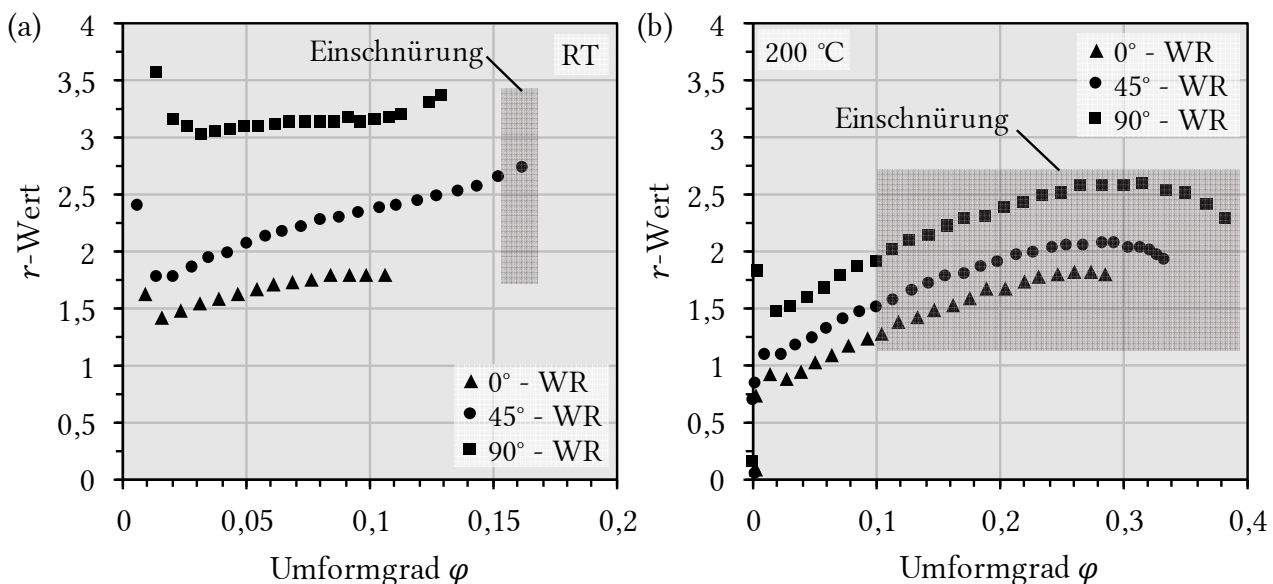 (a)
4
3,5
3
2,5
2
1,5
1
0,5
0
r-Wert
Einschnürung
RT
0° - WR
45° - WR
90° - WR
0
0,05
0,1
0,15
0,2
Umformgrad φ
(b)
4
3,5
3
2,5
2
1,5
1
0,5
0
r-Wert
200 °C
0° - WR
45° - WR
90° - WR
Einschnürung
0
0,1
0,2
0,3
0,4
Umformgrad φ